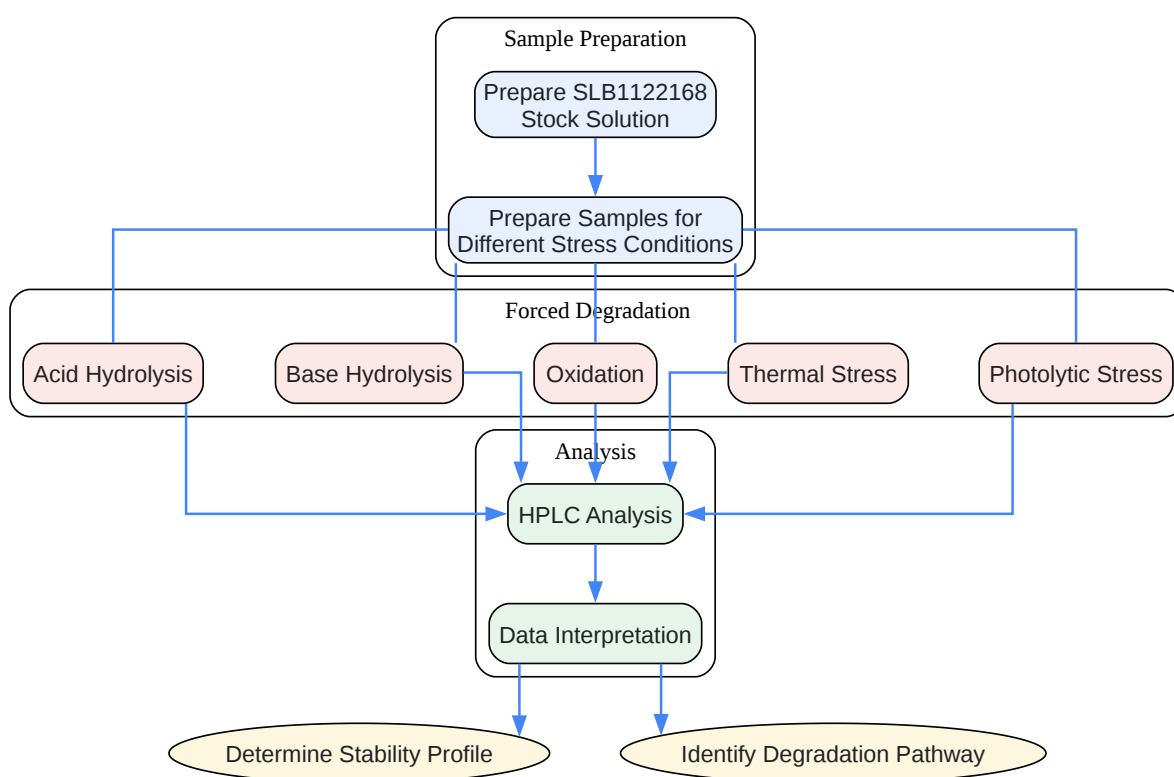 Sample Preparation
Prepare SLB1122168
Stock Solution
Prepare Samples for
Different Stress Conditions
Forced Degradation
Acid Hydrolysis
Base Hydrolysis
Oxidation
Thermal Stress
Photolytic Stress
Analysis
HPLC Analysis
Data Interpretation
Determine Stability Profile
Identify Degradation Pathway